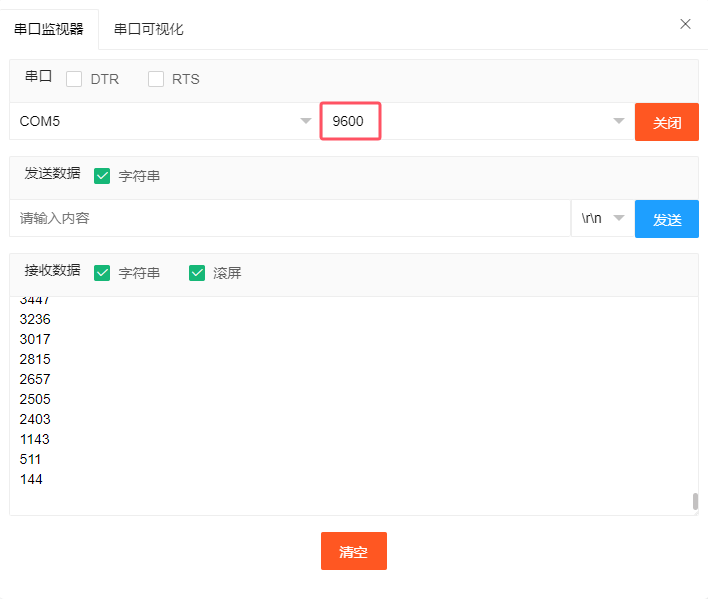 串口监视器 串口可视化
串口 DTR RTS
COM5 9600 关闭
发送数据 字符串
请输入内容 \r\n 发送
接收数据 字符串 滚屏
3447
3236
3017
2815
2657
2505
2403
1143
511
144
清空